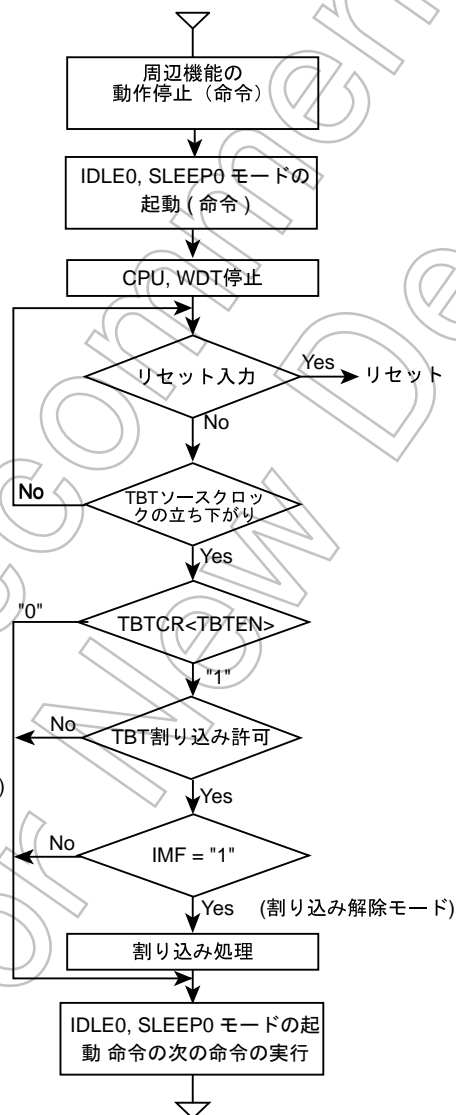 周辺機能の
動作停止（命令）
IDLE0, SLEEP0 モードの
起動 ( 命令 )
CPU, WDT停止
リセット入力
Yes
リセット
No
TBTソースクロッ
クの立ち下がり
No
Yes
TBTCR<TBTEN>
"0"
"1"
TBT割り込み許可
No
Yes
)
IMF = "1"
No
Yes
(割り込み解除モード)
割り込み処理
IDLE0, SLEEP0 モードの起
動 命令の次の命令の実行